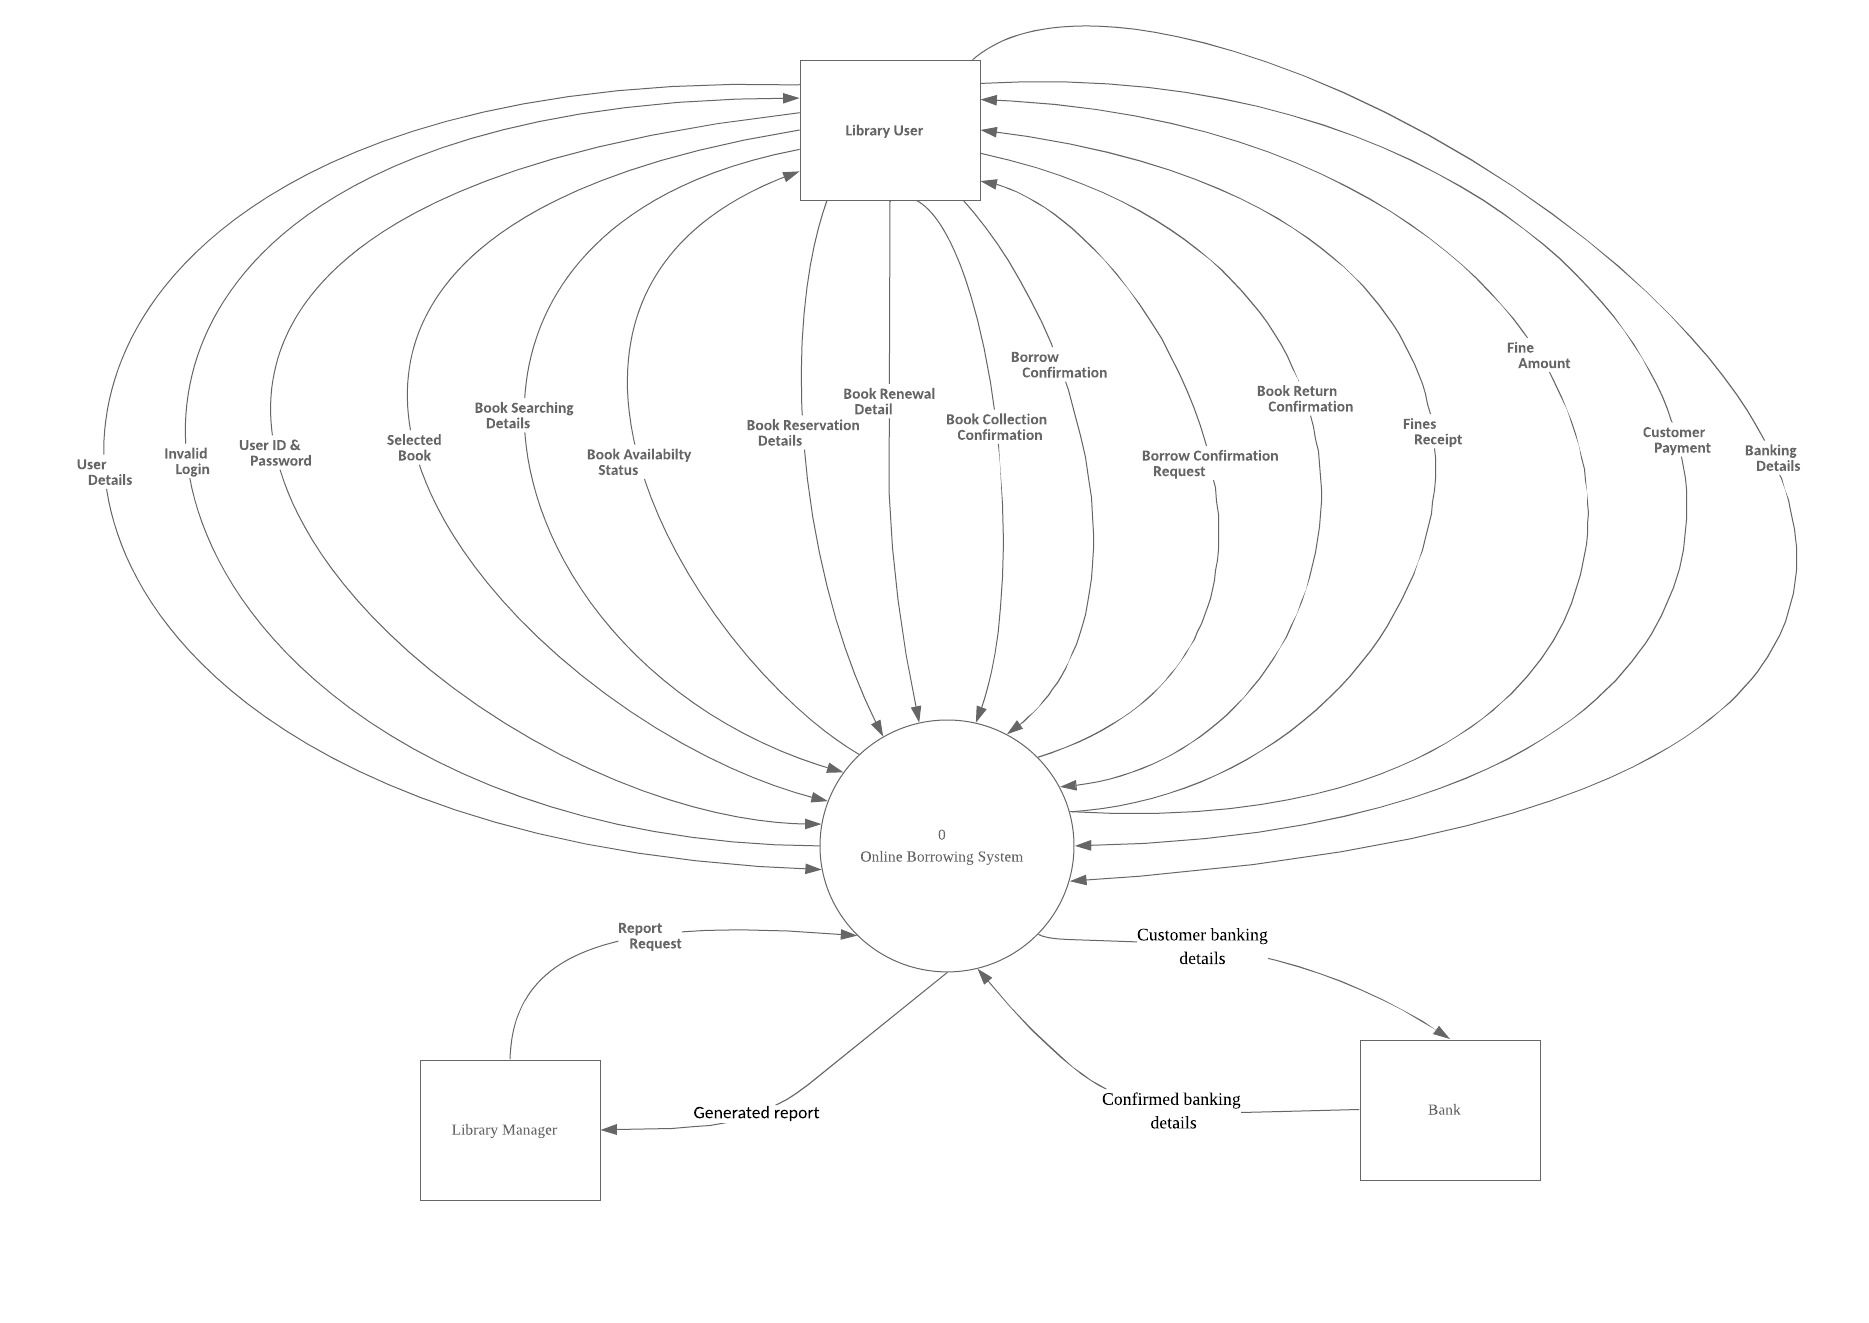 Library User
User
Details
Invalid
Login
User ID &
Password
Selected
Book
Book Searching
Details
Book Availabilty
Status
Book Reservation
Details
Book Renewal
Detail
Book Collection
Confirmation
Borrow
Confirmation
Borrow Confirmation
Request
Book Return
Confirmation
Fines
Receipt
Fine
Amount
Customer
Payment
Banking
Details
0
Online Borrowing System
Report
Request
Customer banking
details
Generated report
Confirmed banking
details
Library Manager
Bank